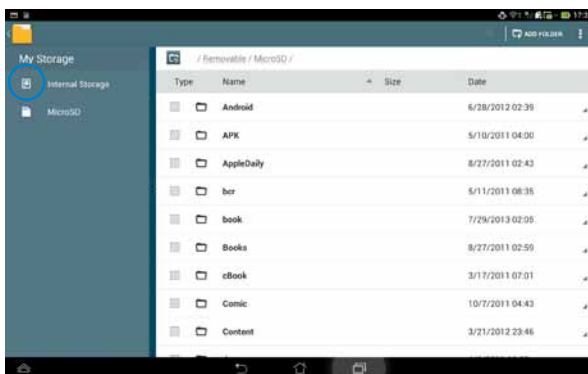 17:3
ADD FOLDER
My Storage
/ Removable / MicroSD /
Internal Storage
Type Name Size Date
MicroSD
Android 6/28/2012 02:39
APK 5/10/2011 04:00
AppleDaily 8/27/2011 02:43
bcr 5/11/2011 08:35
book 7/29/2013 02:05
Books 8/27/2011 02:59
cBook 3/17/2011 07:01
Comic 10/7/2011 04:43
Content 3/21/2012 23:46